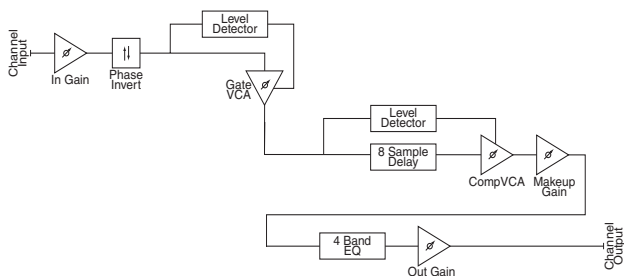 Channel
Input
In Gain
Phase
Invert
Level
Detector
Gate
VCA
Level
Detector
8 Sample
Delay
CompVCA
Makeup
Gain
4 Band
EQ
Out Gain
Channel
Output